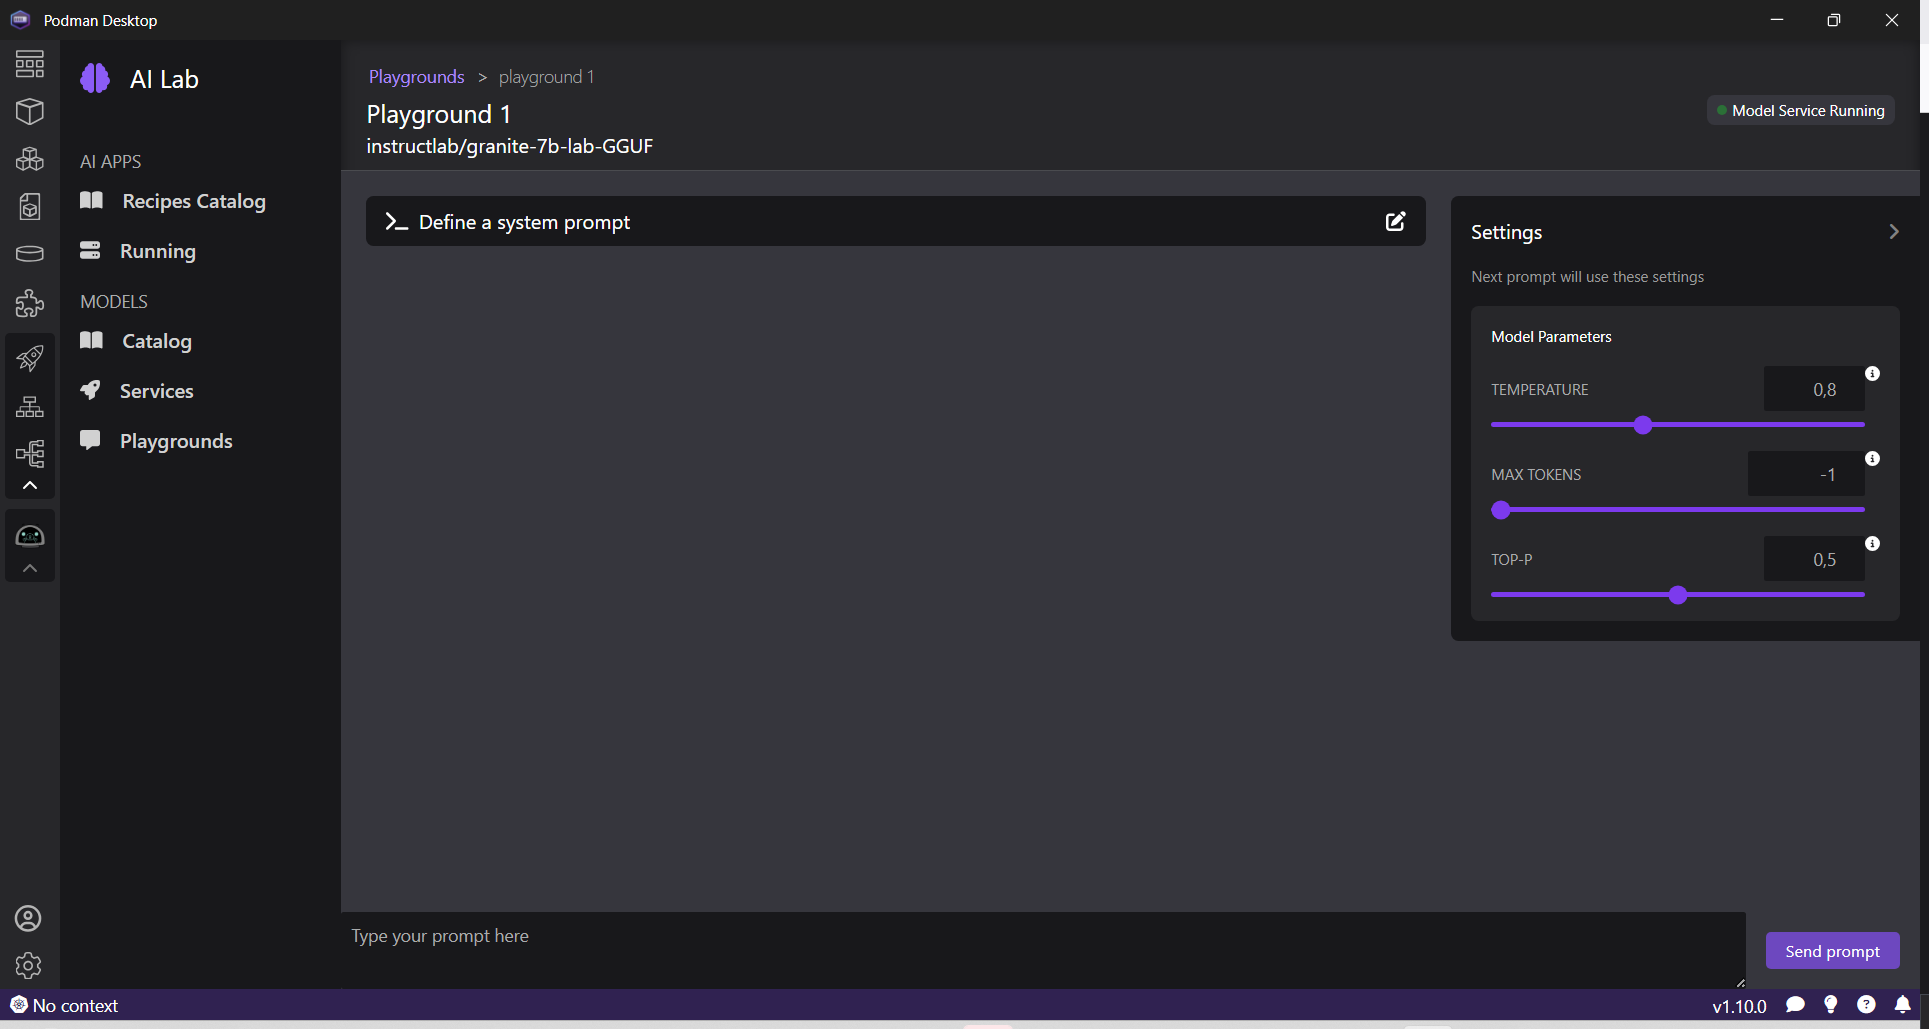 Podman Desktop
AI Lab
AI APPS
Recipes Catalog
Running
MODELS
Catalog
Services
Playgrounds
Playgrounds > playground 1
Playground 1
instructlab/granite-7b-lab-GGUF
Model Service Running
Define a system prompt
Settings
Next prompt will use these settings
Model Parameters
TEMPERATURE 0,8
MAX TOKENS -1
TOP-P 0,5
Type your prompt here
Send prompt
No context
v1.10.0